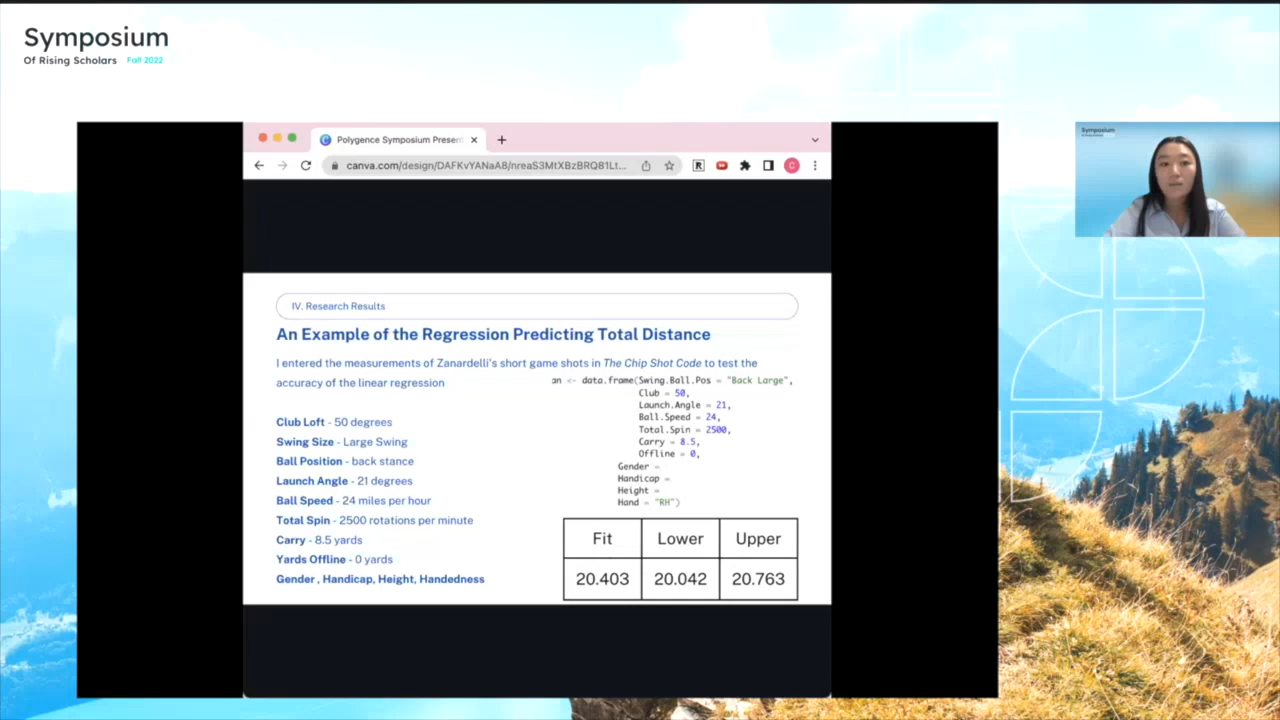 Symposium
Of Rising Scholars Fall 2022
Polygence Symposium Presen
canva.com/design/DAFKvYANaA8/nreaS3MtXBzBRQ81Lt...
R
C
Symposium
IV. Research Results
An Example of the Regression Predicting Total Distance
I entered the measurements of Zanardelli's short game shots in The Chip Shot Code to test the
accuracy of the linear regression
Club Loft - 50 degrees
Swing Size - Large Swing
Ball Position - back stance
Launch Angle - 21 degrees
Ball Speed - 24 miles per hour
Total Spin - 2500 rotations per minute
Carry - 8.5 yards
Yards Offline - 0 yards
Gender , Handicap, Height, Handedness
an <- data.frame(Swing.Ball.Pos = "Back Large",
Club = 50,
Launch.Angle = 21,
Ball.Speed = 24,
Total.Spin = 2500,
Carry = 8.5,
Offline = 0,
Gender =
Handicap =
Height =
Hand = "RH")
Fit Lower Upper
20.403 20.042 20.763